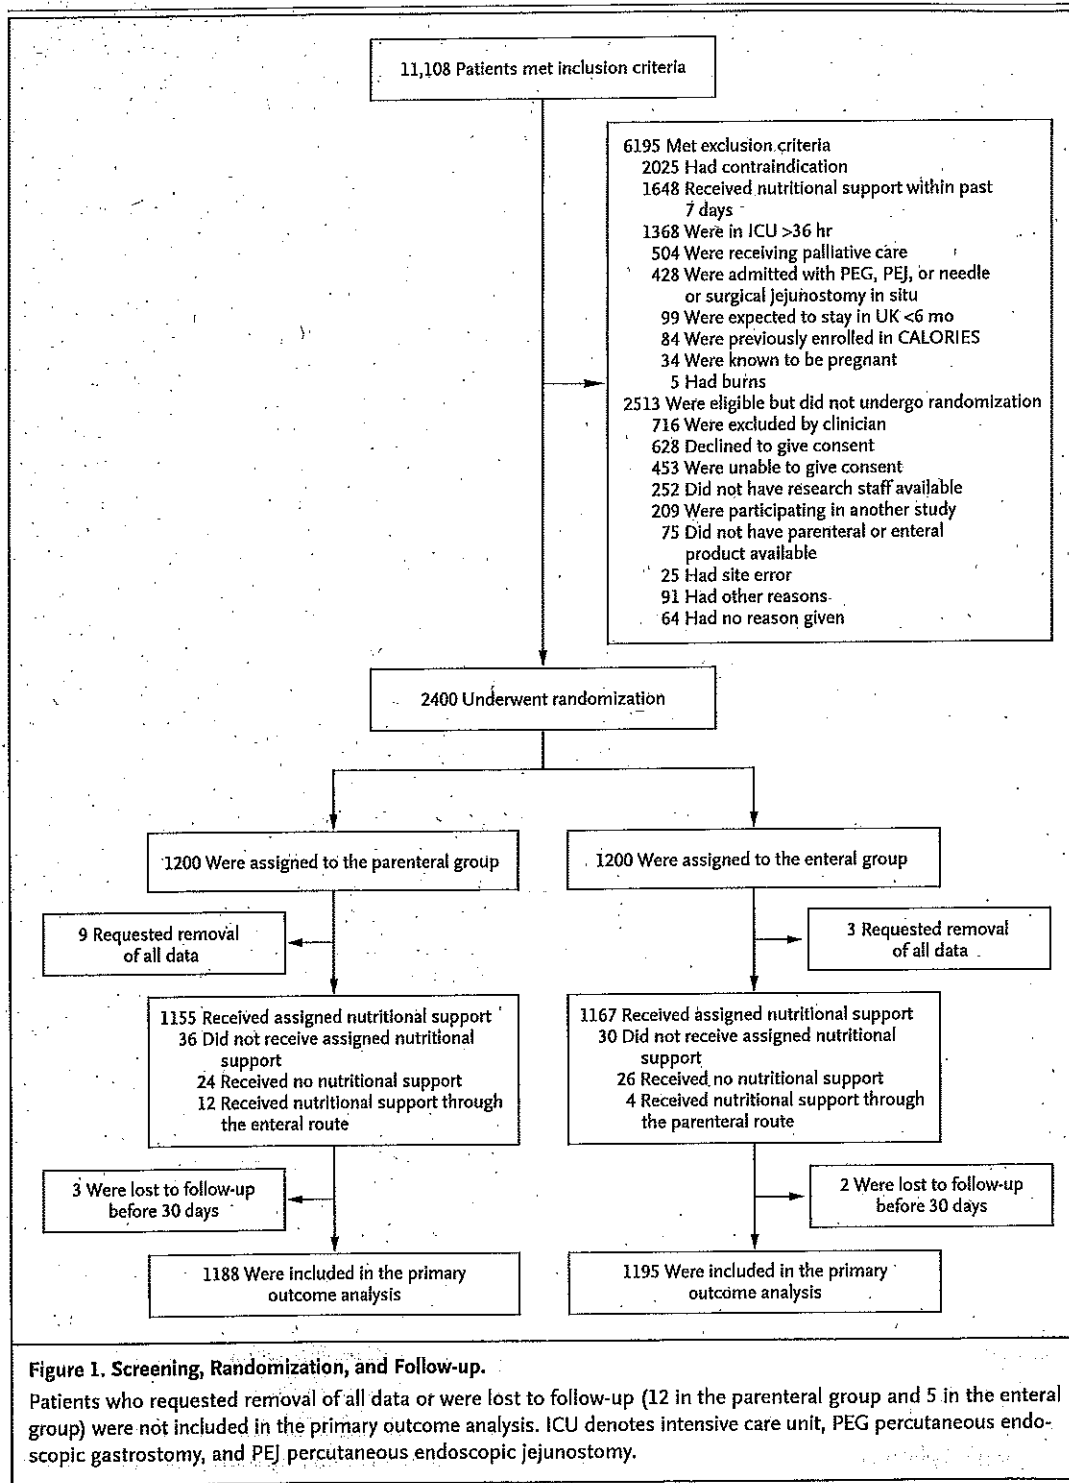 11,108 Patients met inclusion criteria
6195 Met exclusion criteria
2025 Had contraindication
1648 Received nutritional support within past
7 days
1368 Were in ICU >36 hr
504 Were receiving palliative care
428 Were admitted with PEG, PEJ, or needle
or surgical jejunostomy in situ
99 Were expected to stay in UK <6 mo
84 Were previously enrolled in CALORIES
34 Were known to be pregnant
5 Had burns
2513 Were eligible but did not undergo randomization
716 Were excluded by clinician
628 Declined to give consent
453 Were unable to give consent
252 Did not have research staff available
209 Were participating in another study
75 Did not have parenteral or enteral
product available
25 Had site error
91 Had other reasons
64 Had no reason given
2400 Underwent randomization
1200 Were assigned to the parenteral group
1200 Were assigned to the enteral group
9 Requested removal
of all data
3 Requested removal
of all data
1155 Received assigned nutritional support
36 Did not receive assigned nutritional
support
24 Received no nutritional support
12 Received nutritional support through
the enteral route
1167 Received assigned nutritional support
30 Did not receive assigned nutritional
support
26 Received no nutritional support
4 Received nutritional support through
the parenteral route
3 Were lost to follow-up
before 30 days
2 Were lost to follow-up
before 30 days
1188 Were included in the primary
outcome analysis
1195 Were included in the primary
outcome analysis
Figure 1. Screening, Randomization, and Follow-up.
Patients who requested removal of all data or were lost to follow-up (12 in the parenteral group and 5 in the enteral
group) were not included in the primary outcome analysis. ICU denotes intensive care unit, PEG percutaneous endo-
scopic gastrostomy, and PEJ percutaneous endoscopic jejunostomy.